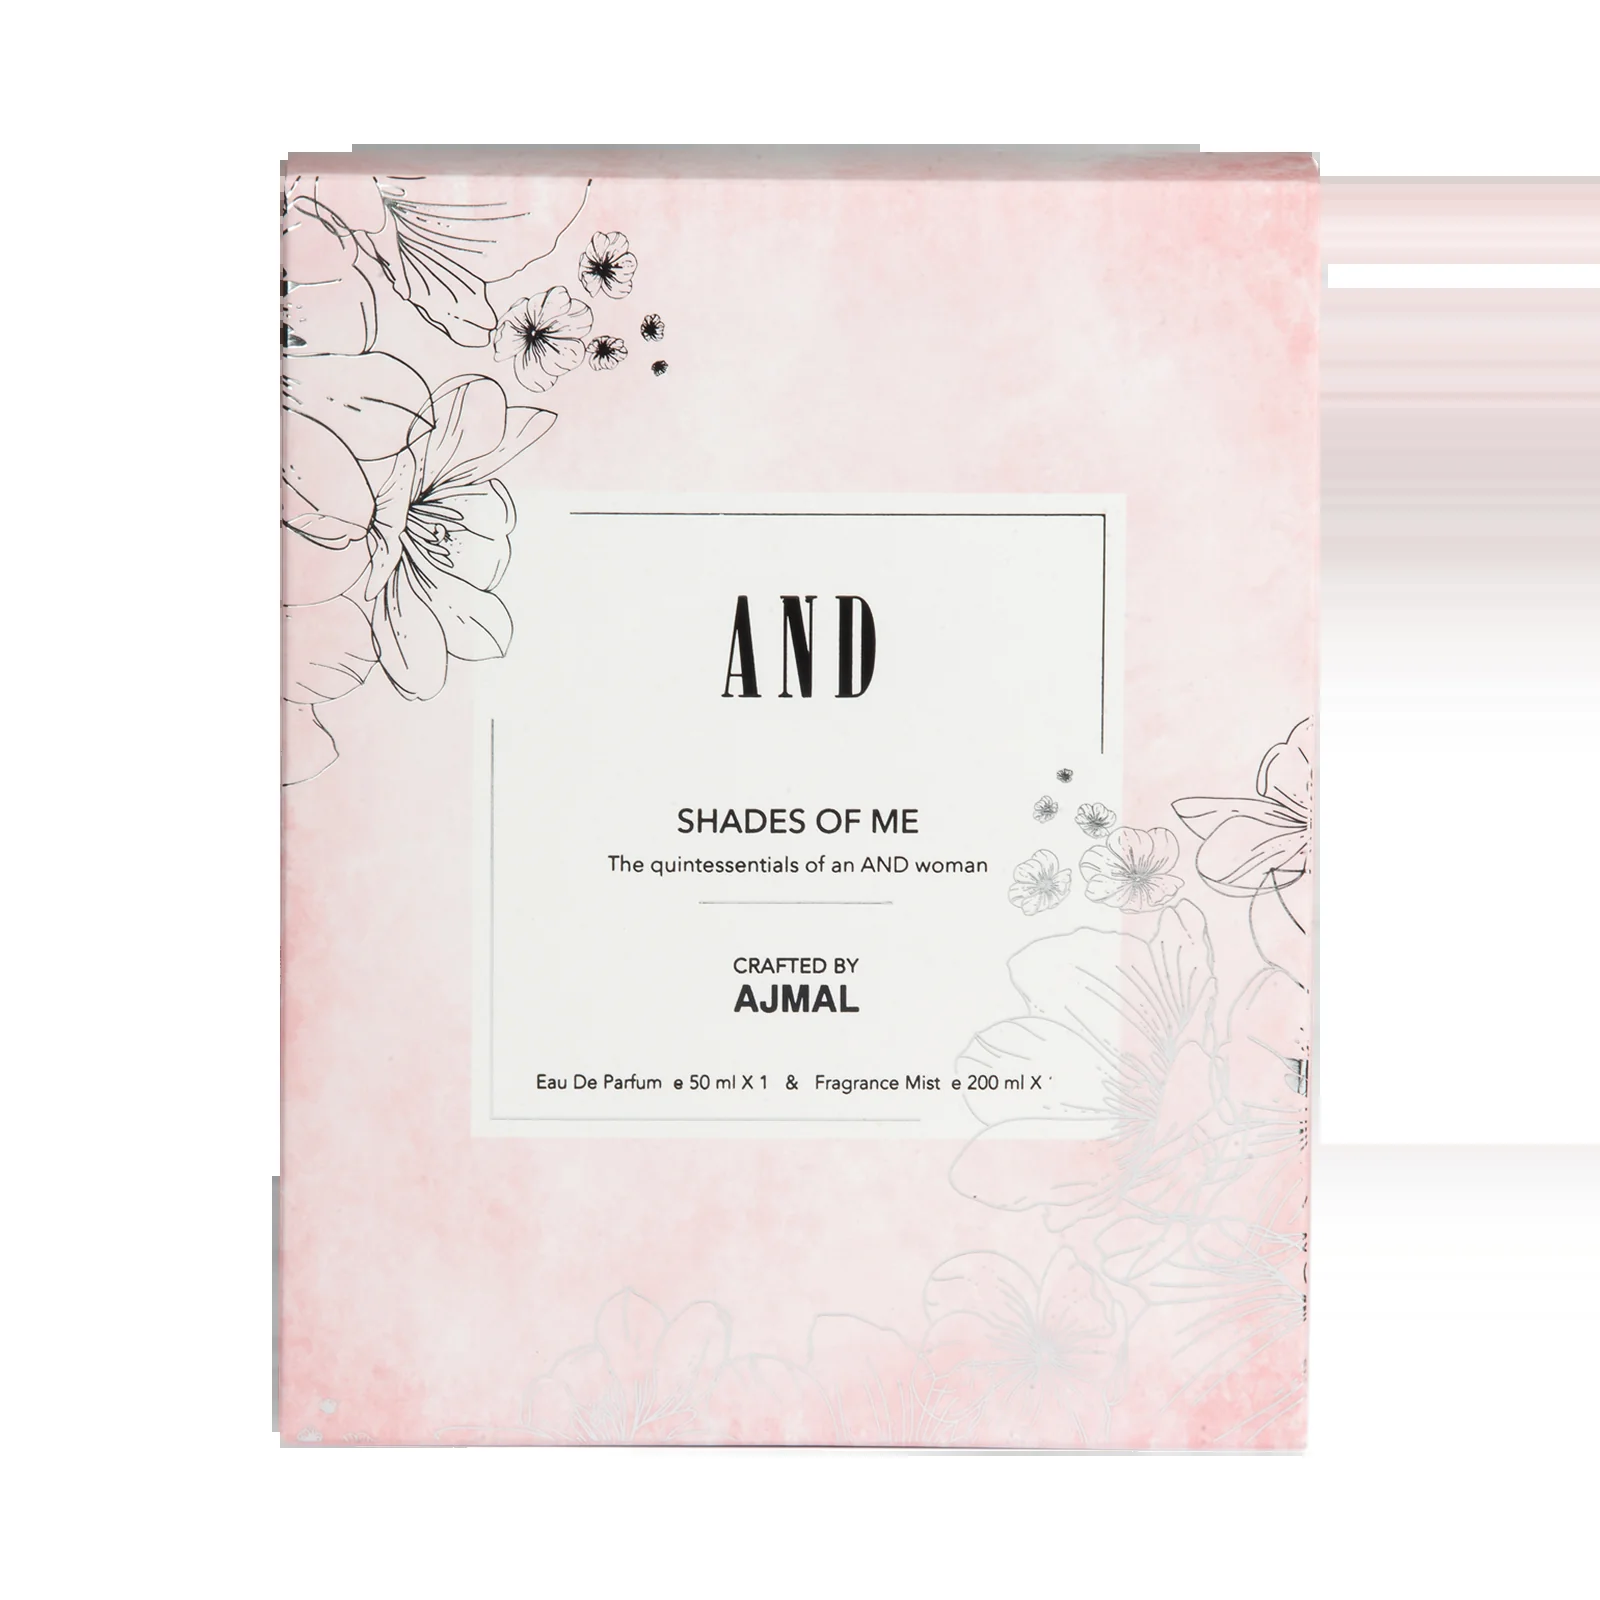 AND
SHADES OF ME
The quintessentials of an AND woman
CRAFTED BY
AJMAL
Eau De Parfum e 50 ml X 1 & Fragrance Mist e 200 ml X